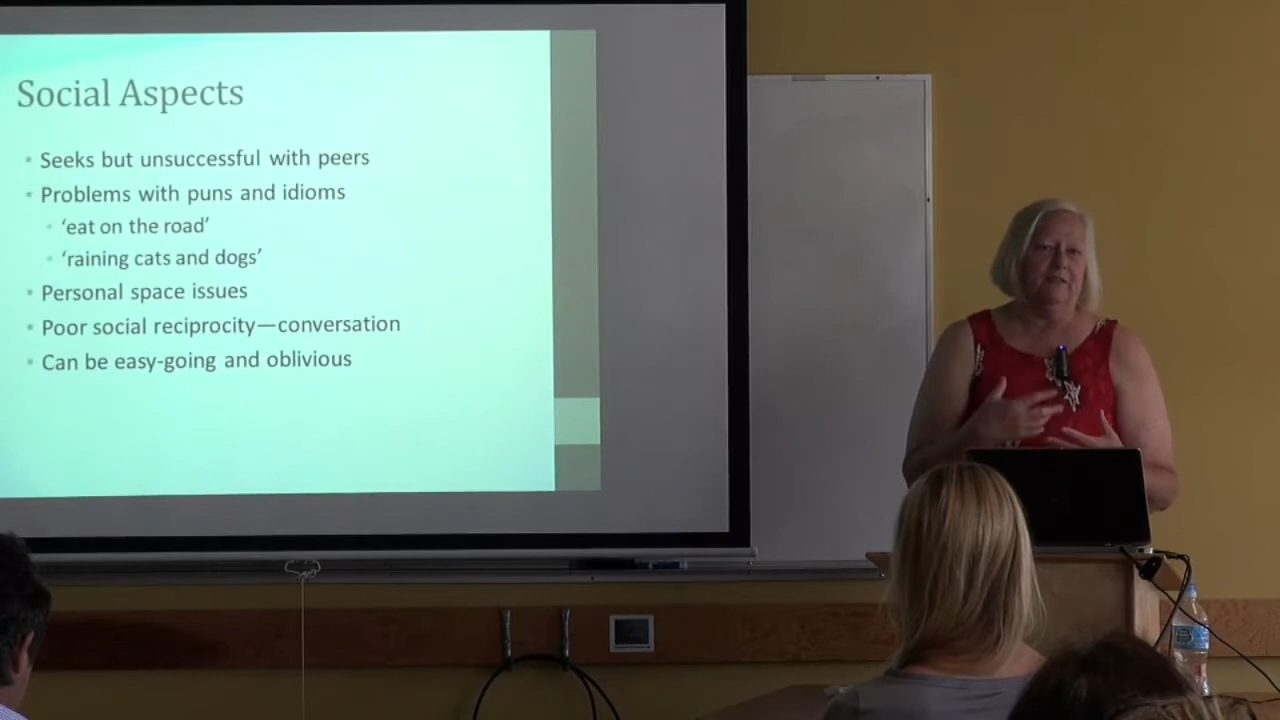 Social Aspects
• Seeks but unsuccessful with peers
• Problems with puns and idioms
• ‘eat on the road’
• ‘raining cats and dogs’
• Personal space issues
• Poor social reciprocity—conversation
• Can be easy-going and oblivious